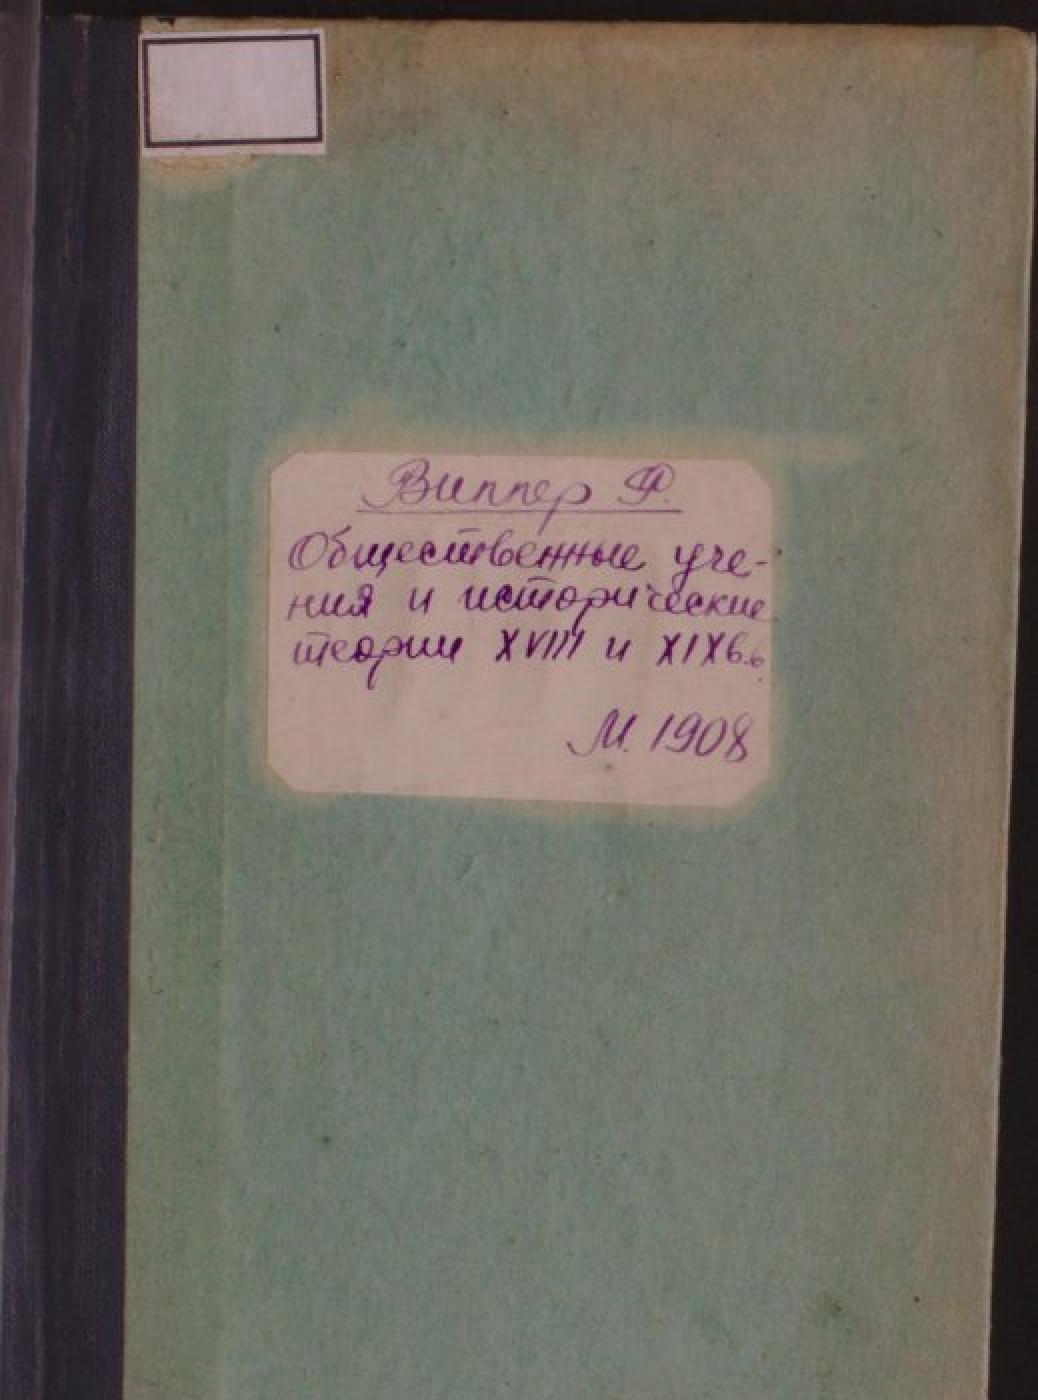 Виппер Р.
Общественные уче-
ния и исторические
теории XVIII и XIX в.в.
М. 1908